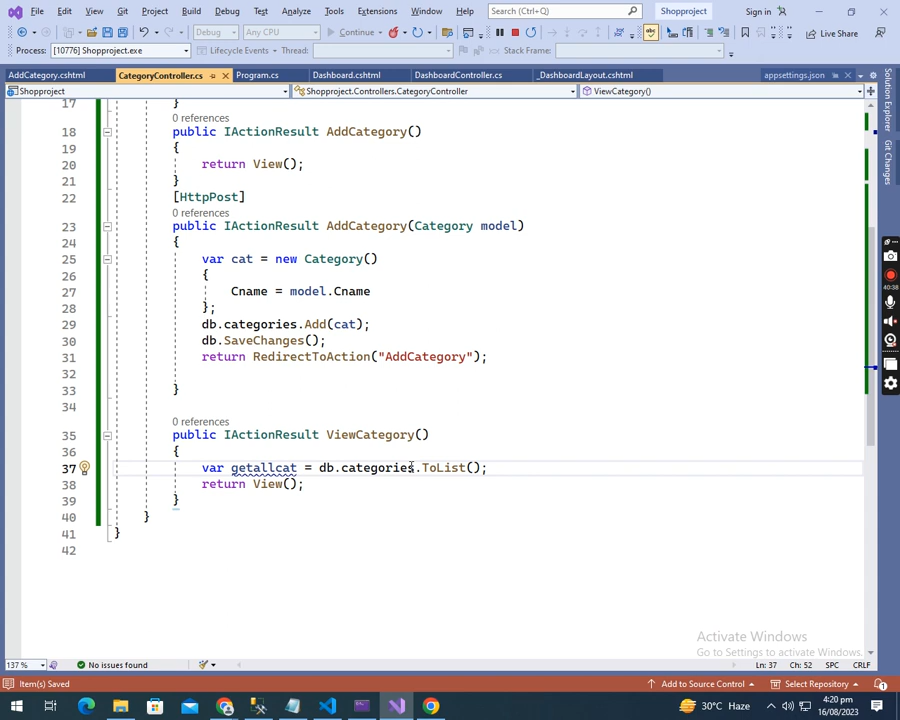 File Edit View Git Project Build Debug Test Analyze Tools Extensions Window Help Search (Ctrl+Q) Shopproject Sign in
Debug Any CPU Continue Live Share
Process: [10776] Shopproject.exe Lifecycle Events Thread: Stack Frame:
AddCategory.cshtml CategoryController.cs Program.cs Dashboard.cshtml DashboardController.cs _DashboardLayout.cshtml appsettings.json
Shopproject Shopproject.Controllers.CategoryController ViewCategory()
Solution Explorer
Git Changes
17 }
0 references
18 public IActionResult AddCategory()
19 {
20 return View();
21 }
22 [HttpPost]
0 references
23 public IActionResult AddCategory(Category model)
24 {
25 var cat = new Category()
26 {
27 Cname = model.Cname
28 };
29 db.categories.Add(cat);
30 db.SaveChanges();
31 return RedirectToAction("AddCategory");
32
33 }
34
0 references
35 public IActionResult ViewCategory()
36 {
37 var getallcat = db.categories.ToList();
38 return View();
39 }
40 }
41 }
42
40:38
Activate Windows
Go to Settings to activate Windows.
137 % No issues found Ln: 37 Ch: 52 SPC CRLF
Item(s) Saved Add to Source Control Select Repository 1
30°C Haze 4:20 pm
16/08/2023